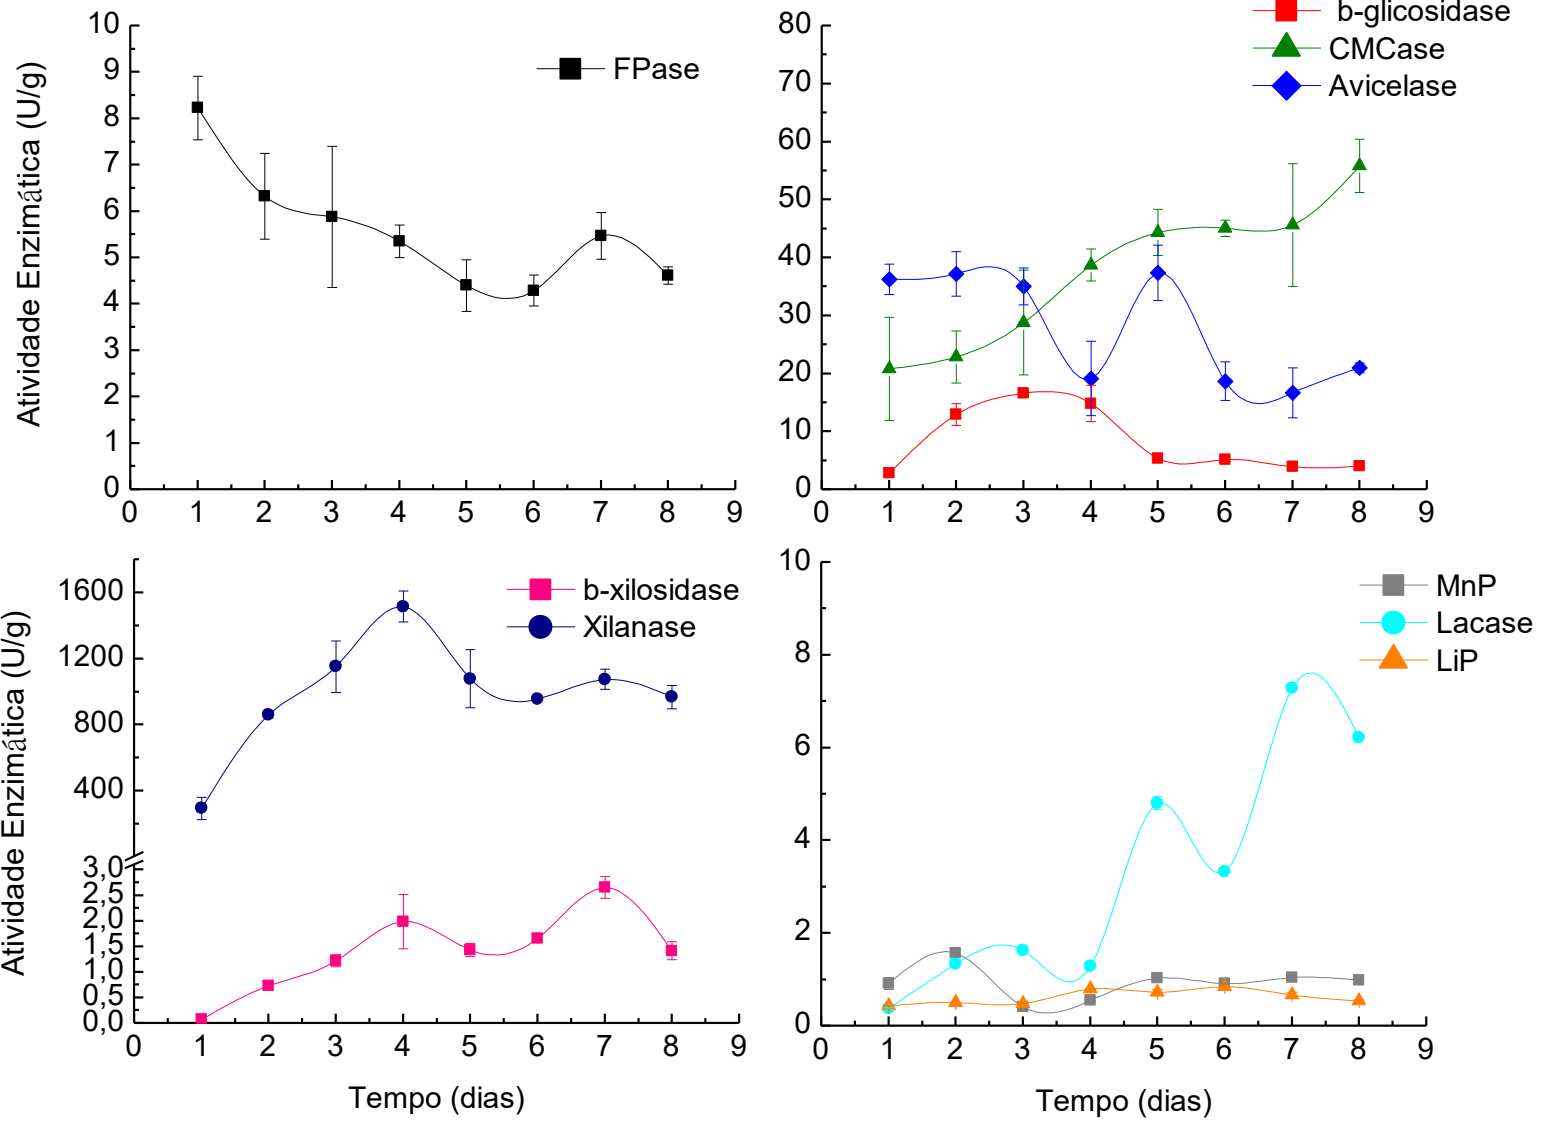 Atividade Enzimática (U/g)
10
9
8
7
6
5
4
3
2
1
0
0 1 2 3 4 5 6 7 8 9
FPase
80
70
60
50
40
30
20
10
0
0 1 2 3 4 5 6 7 8 9
b-glicosidase
CMCase
Avicelase
Atividade Enzimática (U/g)
1600
1200
800
400
3,0
2,5
2,0
1,5
1,0
0,5
0,0
0 1 2 3 4 5 6 7 8 9
b-xilosidase
Xilanase
Tempo (dias)
10
8
6
4
2
0
0 1 2 3 4 5 6 7 8 9
MnP
Lacase
LiP
Tempo (dias)